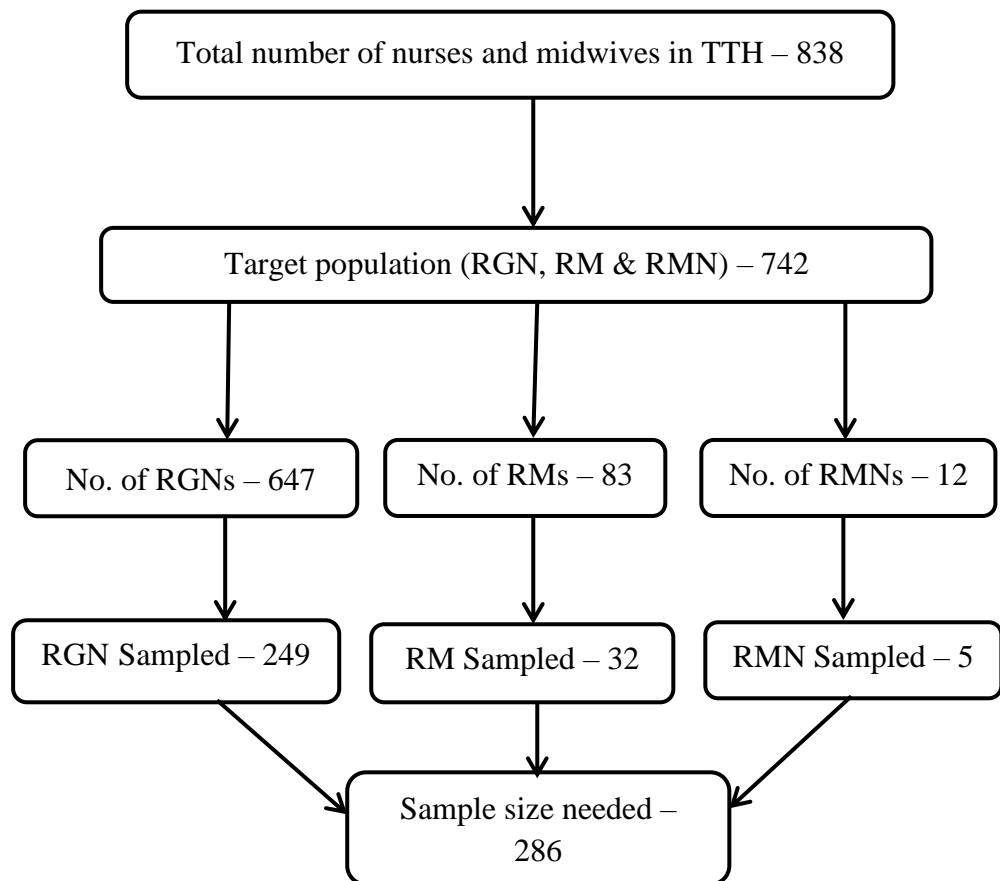 Total number of nurses and midwives in TTH – 838
Target population (RGN, RM & RMN) – 742
No. of RGNs – 647
No. of RMs – 83
No. of RMNs – 12
RGN Sampled – 249
RM Sampled – 32
RMN Sampled – 5
Sample size needed –
286